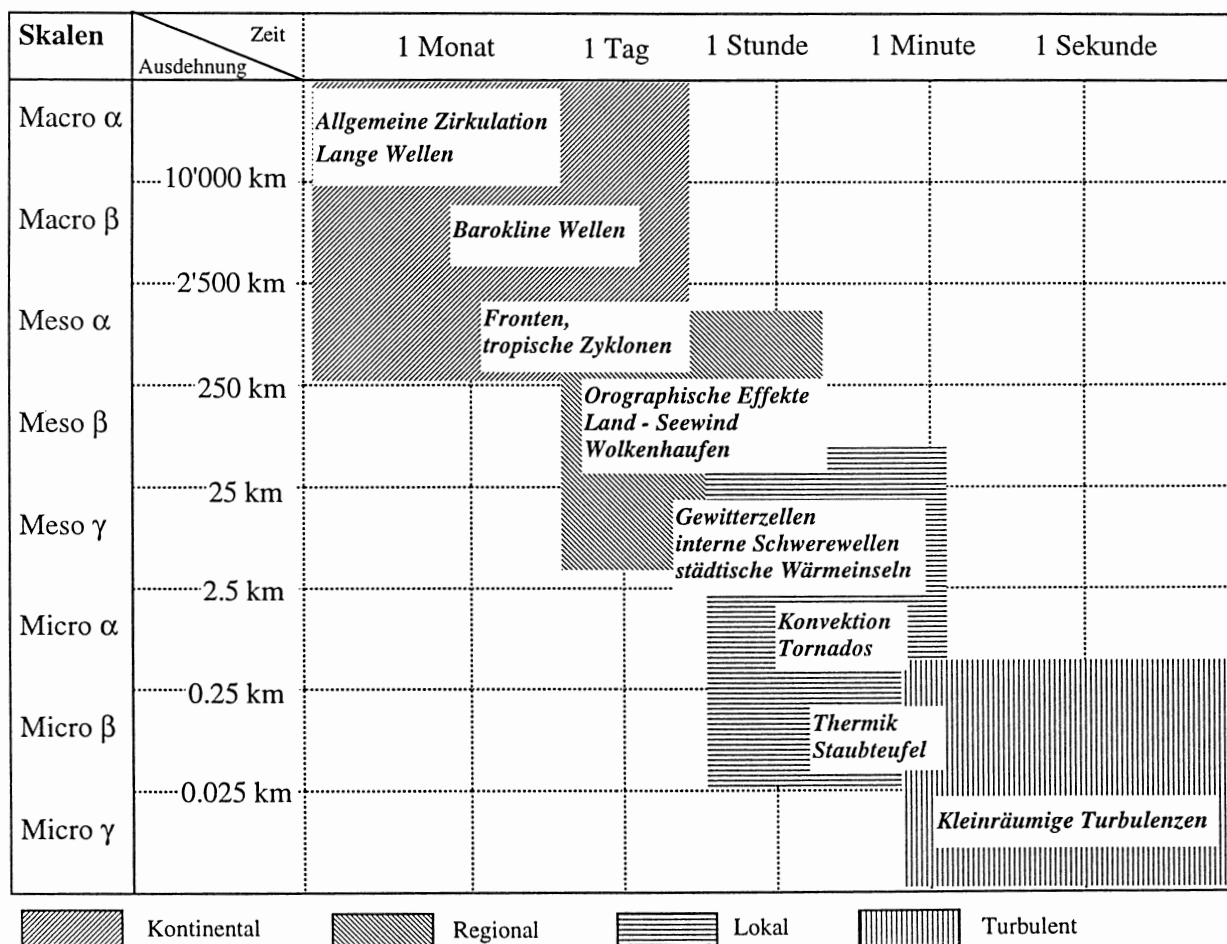 Skalen
Zeit
Ausdehnung
1 Monat
1 Tag
1 Stunde
1 Minute
1 Sekunde
Macro α
Allgemeine Zirkulation
Lange Wellen
10'000 km
Macro β
Barokline Wellen
2'500 km
Meso α
Fronten,
tropische Zyklonen
250 km
Meso β
Orographische Effekte
Land - Seewind
Wolkenhaufen
25 km
Meso γ
Gewitterzellen
interne Schwerewellen
städtische Wärmeinseln
2.5 km
Micro α
Konvektion
Tornados
0.25 km
Micro β
Thermik
Staubteufel
0.025 km
Micro γ
Kleinräumige Turbulenzen
Kontinental
Regional
Lokal
Turbulent